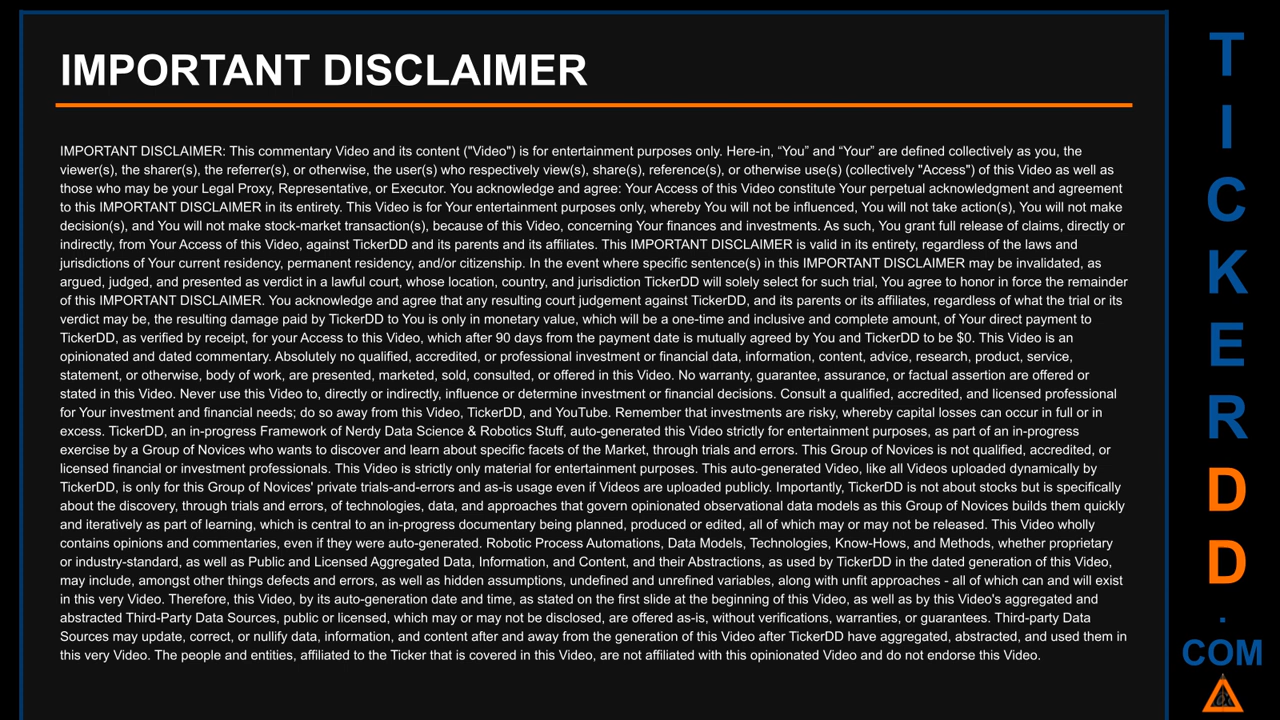 IMPORTANT DISCLAIMER
IMPORTANT DISCLAIMER: This commentary Video and its content ("Video") is for entertainment purposes only. Here-in, “You” and “Your” are defined collectively as you, the
viewer(s), the sharer(s), the referrer(s), or otherwise, the user(s) who respectively view(s), share(s), reference(s), or otherwise use(s) (collectively "Access") of this Video as well as
those who may be your Legal Proxy, Representative, or Executor. You acknowledge and agree: Your Access of this Video constitute Your perpetual acknowledgment and agreement
to this IMPORTANT DISCLAIMER in its entirety. This Video is for Your entertainment purposes only, whereby You will not be influenced, You will not take action(s), You will not make
decision(s), and You will not make stock-market transaction(s), because of this Video, concerning Your finances and investments. As such, You grant full release of claims, directly or
indirectly, from Your Access of this Video, against TickerDD and its parents and its affiliates. This IMPORTANT DISCLAIMER is valid in its entirety, regardless of the laws and
jurisdictions of Your current residency, permanent residency, and/or citizenship. In the event where specific sentence(s) in this IMPORTANT DISCLAIMER may be invalidated, as
argued, judged, and presented as verdict in a lawful court, whose location, country, and jurisdiction TickerDD will solely select for such trial, You agree to honor in force the remainder
of this IMPORTANT DISCLAIMER. You acknowledge and agree that any resulting court judgement against TickerDD, and its parents or its affiliates, regardless of what the trial or its
verdict may be, the resulting damage paid by TickerDD to You is only in monetary value, which will be a one-time and inclusive and complete amount, of Your direct payment to
TickerDD, as verified by receipt, for your Access to this Video, which after 90 days from the payment date is mutually agreed by You and TickerDD to be $0. This Video is an
opinionated and dated commentary. Absolutely no qualified, accredited, or professional investment or financial data, information, content, advice, research, product, service,
statement, or otherwise, body of work, are presented, marketed, sold, consulted, or offered in this Video. No warranty, guarantee, assurance, or factual assertion are offered or
stated in this Video. Never use this Video to, directly or indirectly, influence or determine investment or financial decisions. Consult a qualified, accredited, and licensed professional
for Your investment and financial needs; do so away from this Video, TickerDD, and YouTube. Remember that investments are risky, whereby capital losses can occur in full or in
excess. TickerDD, an in-progress Framework of Nerdy Data Science & Robotics Stuff, auto-generated this Video strictly for entertainment purposes, as part of an in-progress
exercise by a Group of Novices who wants to discover and learn about specific facets of the Market, through trials and errors. This Group of Novices is not qualified, accredited, or
licensed financial or investment professionals. This Video is strictly only material for entertainment purposes. This auto-generated Video, like all Videos uploaded dynamically by
TickerDD, is only for this Group of Novices' private trials-and-errors and as-is usage even if Videos are uploaded publicly. Importantly, TickerDD is not about stocks but is specifically
about the discovery, through trials and errors, of technologies, data, and approaches that govern opinionated observational data models as this Group of Novices builds them quickly
and iteratively as part of learning, which is central to an in-progress documentary being planned, produced or edited, all of which may or may not be released. This Video wholly
contains opinions and commentaries, even if they were auto-generated. Robotic Process Automations, Data Models, Technologies, Know-Hows, and Methods, whether proprietary
or industry-standard, as well as Public and Licensed Aggregated Data, Information, and Content, and their Abstractions, as used by TickerDD in the dated generation of this Video,
may include, amongst other things defects and errors, as well as hidden assumptions, undefined and unrefined variables, along with unfit approaches - all of which can and will exist
in this very Video. Therefore, this Video, by its auto-generation date and time, as stated on the first slide at the beginning of this Video, as well as by this Video's aggregated and
abstracted Third-Party Data Sources, public or licensed, which may or may not be disclosed, are offered as-is, without verifications, warranties, or guarantees. Third-party Data
Sources may update, correct, or nullify data, information, and content after and away from the generation of this Video after TickerDD have aggregated, abstracted, and used them in
this very Video. The people and entities, affiliated to the Ticker that is covered in this Video, are not affiliated with this opinionated Video and do not endorse this Video.
T
I
C
K
E
R
D
D
.
COM